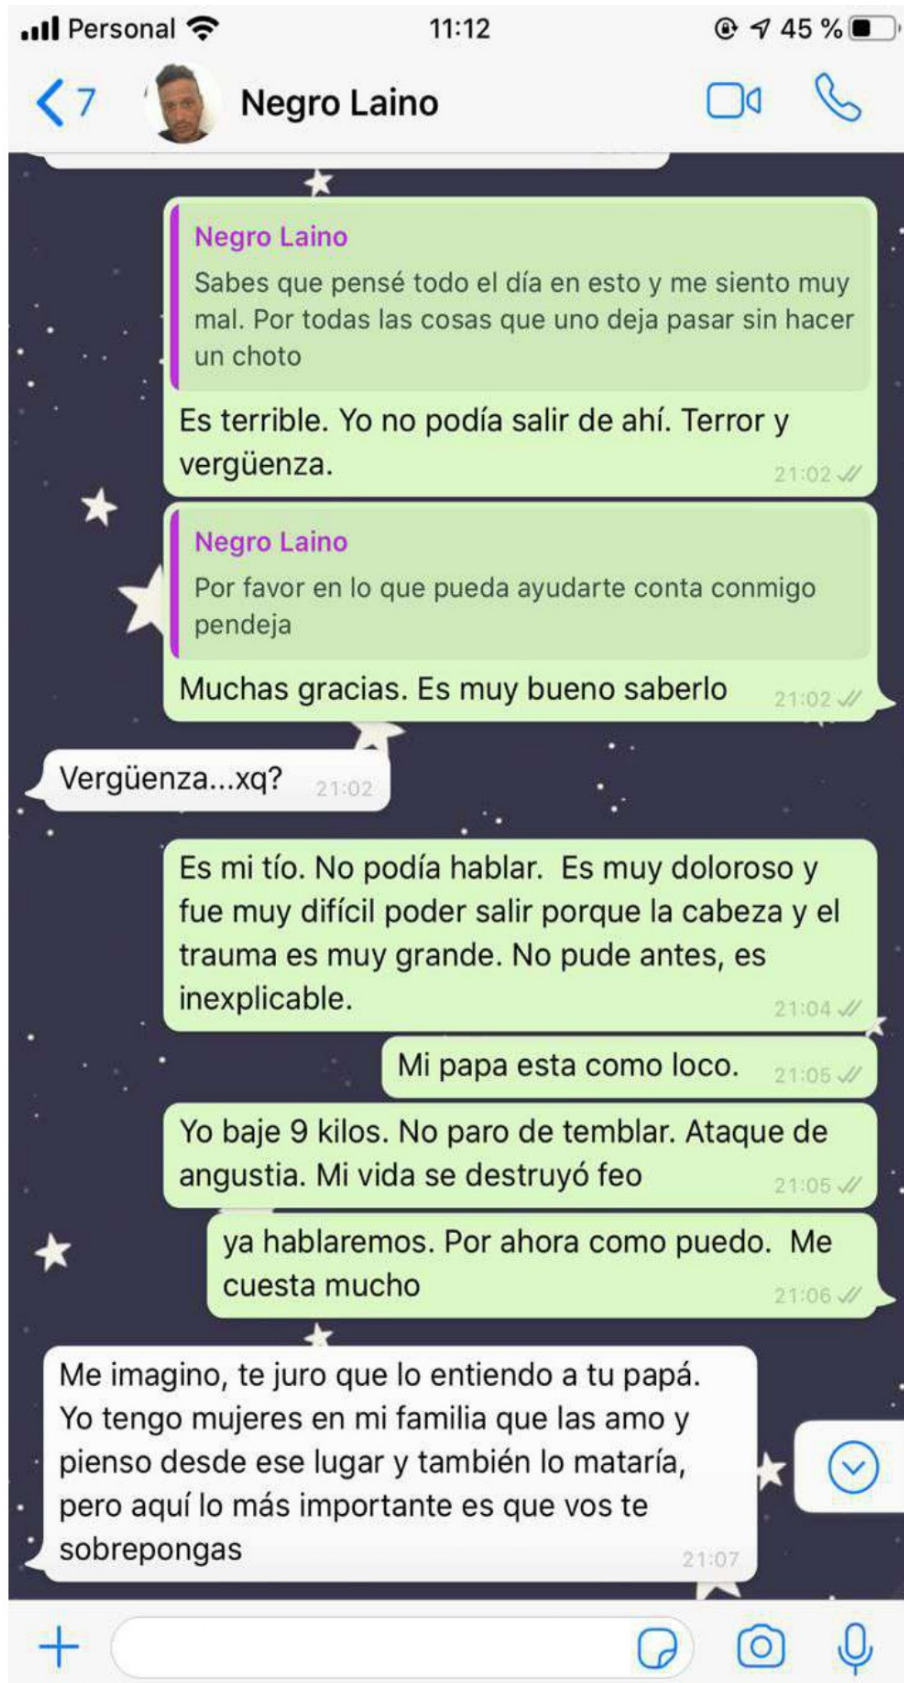 Personal
11:12
45 %
7
Negro Laino
Negro Laino
Sabes que pensé todo el día en esto y me siento muy
mal. Por todas las cosas que uno deja pasar sin hacer
un choto
Es terrible. Yo no podía salir de ahí. Terror y
vergüenza.
21:02
Negro Laino
Por favor en lo que pueda ayudarte conta conmigo
pendeja
Muchas gracias. Es muy bueno saberlo
21:02
Vergüenza...xq?
21:02
Es mi tío. No podía hablar.  Es muy doloroso y
fue muy difícil poder salir porque la cabeza y el
trauma es muy grande. No pude antes, es
inexplicable.
21:04
Mi papa esta como loco.
21:05
Yo baje 9 kilos. No paro de temblar. Ataque de
angustia. Mi vida se destruyó feo
21:05
ya hablaremos. Por ahora como puedo.  Me
cuesta mucho
21:06
Me imagino, te juro que lo entiendo a tu papá.
Yo tengo mujeres en mi familia que las amo y
pienso desde ese lugar y también lo mataría,
pero aquí lo más importante es que vos te
sobrepongas
21:07